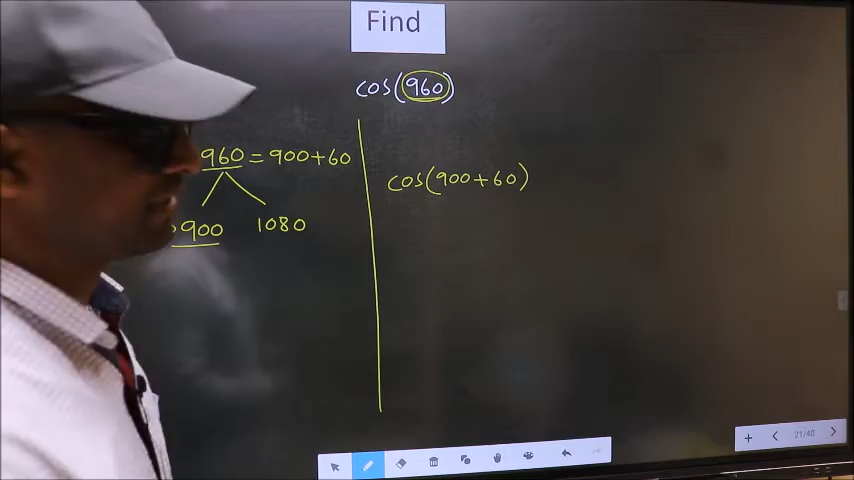 Find
cos(960)
960 = 900+60
900 1080
cos(900+60)
21/40